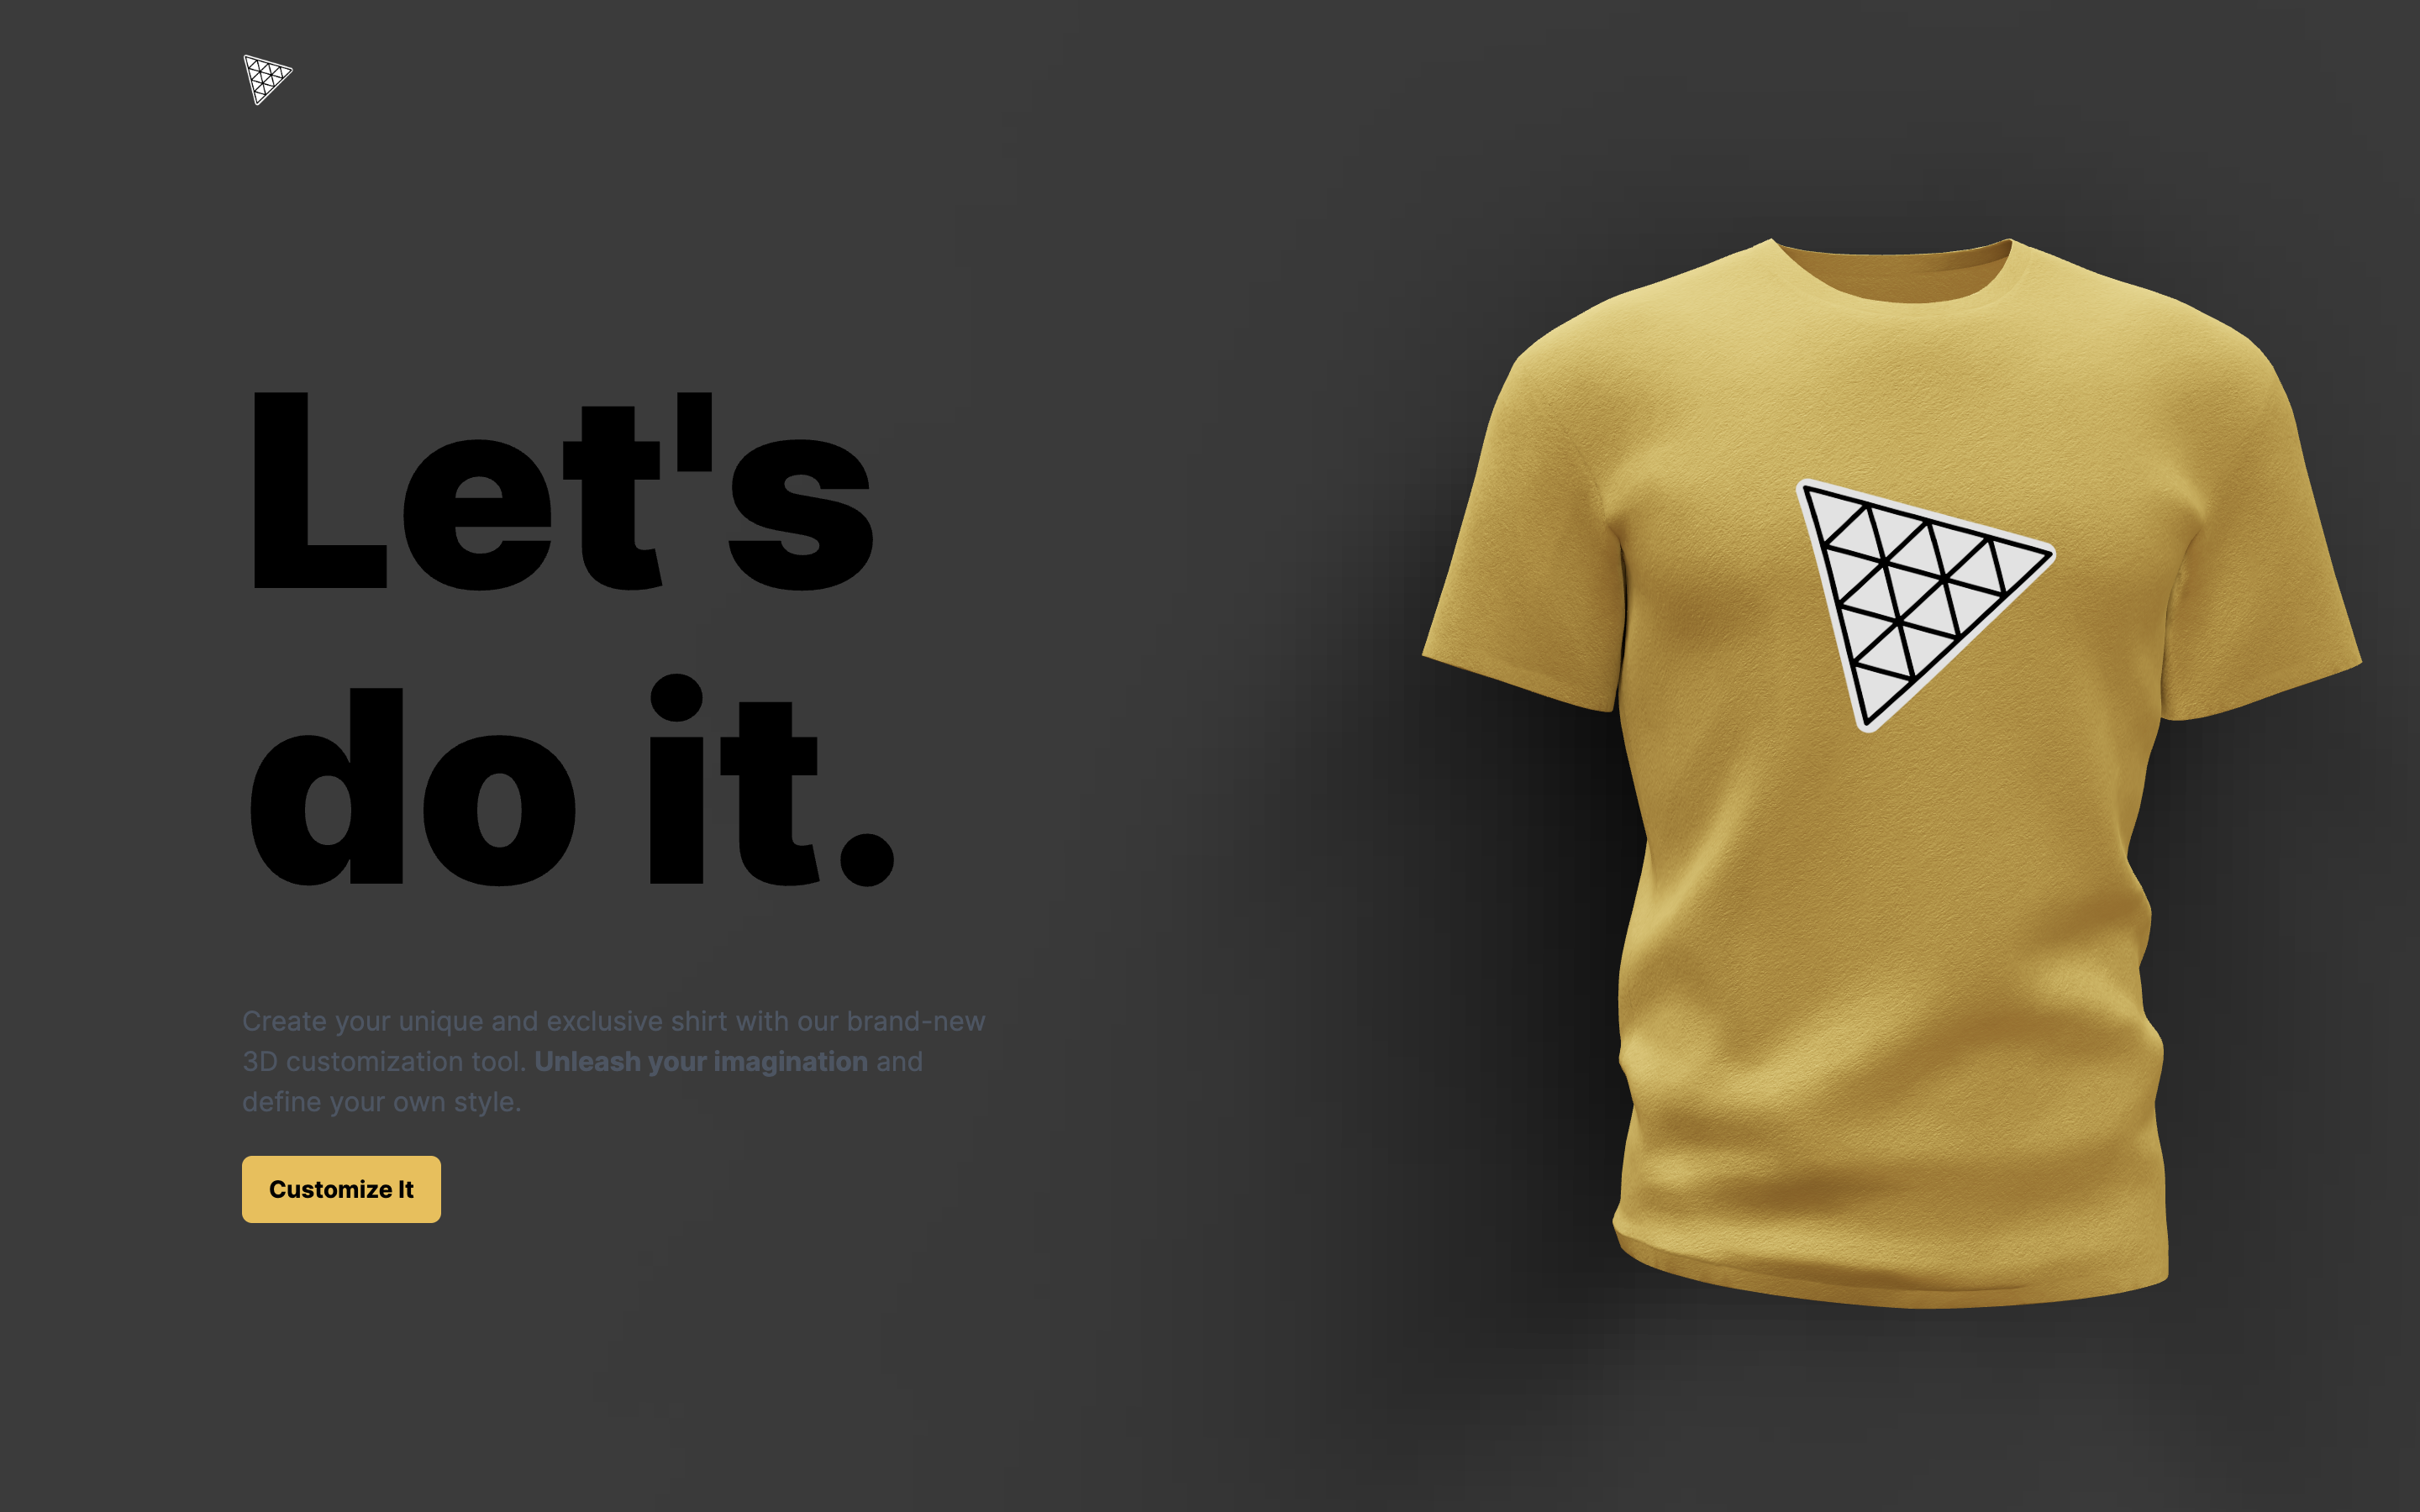 Let's
do it.
Create your unique and exclusive shirt with our brand-new
3D customization tool. Unleash your imagination and
define your own style.
Customize It